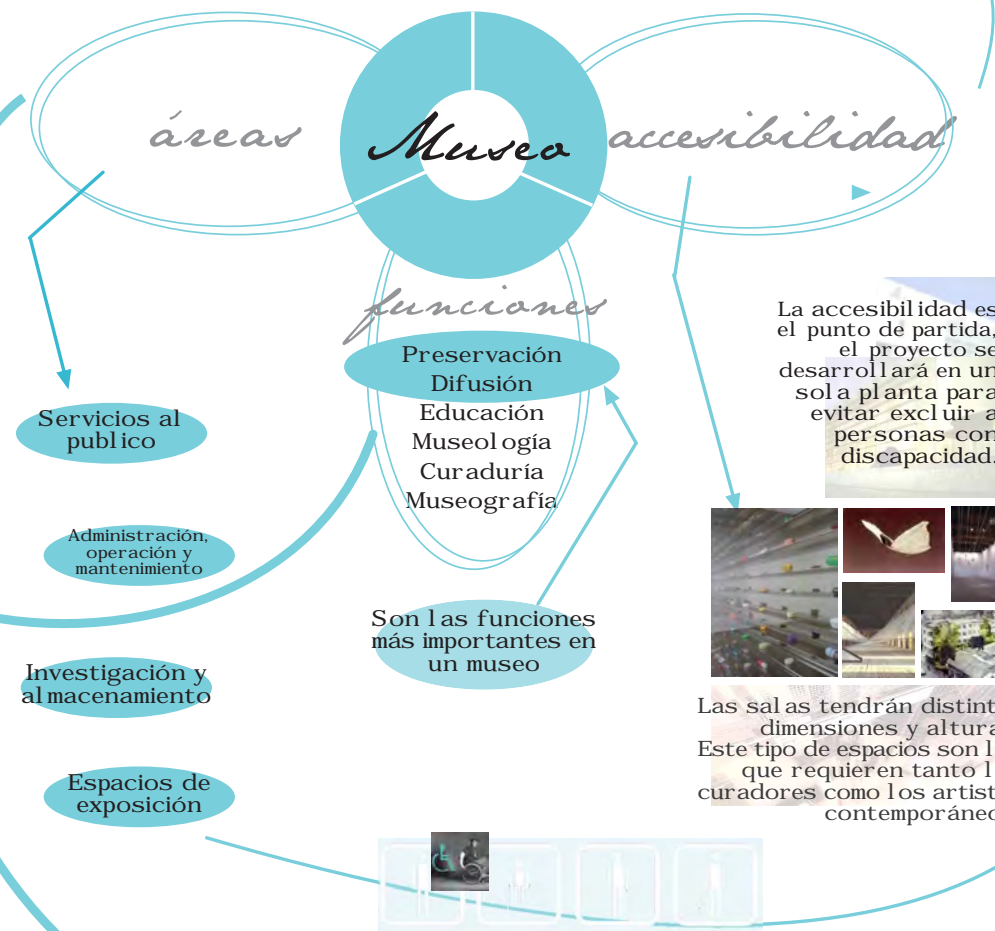 áreas
Museo
accesibilidad
funciones
Preservación
Difusión
Educación
Museología
Curaduría
Museografía
Servicios al
publico
Administración,
operación y
mantenimiento
Investigación y
almacenamiento
Espacios de
exposición
Son las funciones
más importantes en
un museo
La accesibilidad es
el punto de partida,
el proyecto se
desarrollará en un
sola planta para
evitar excluir a
personas con
discapacidad.
Las salas tendrán distint
dimensiones y altura
Este tipo de espacios son l
que requieren tanto l
curadores como los artist
contemporáneo